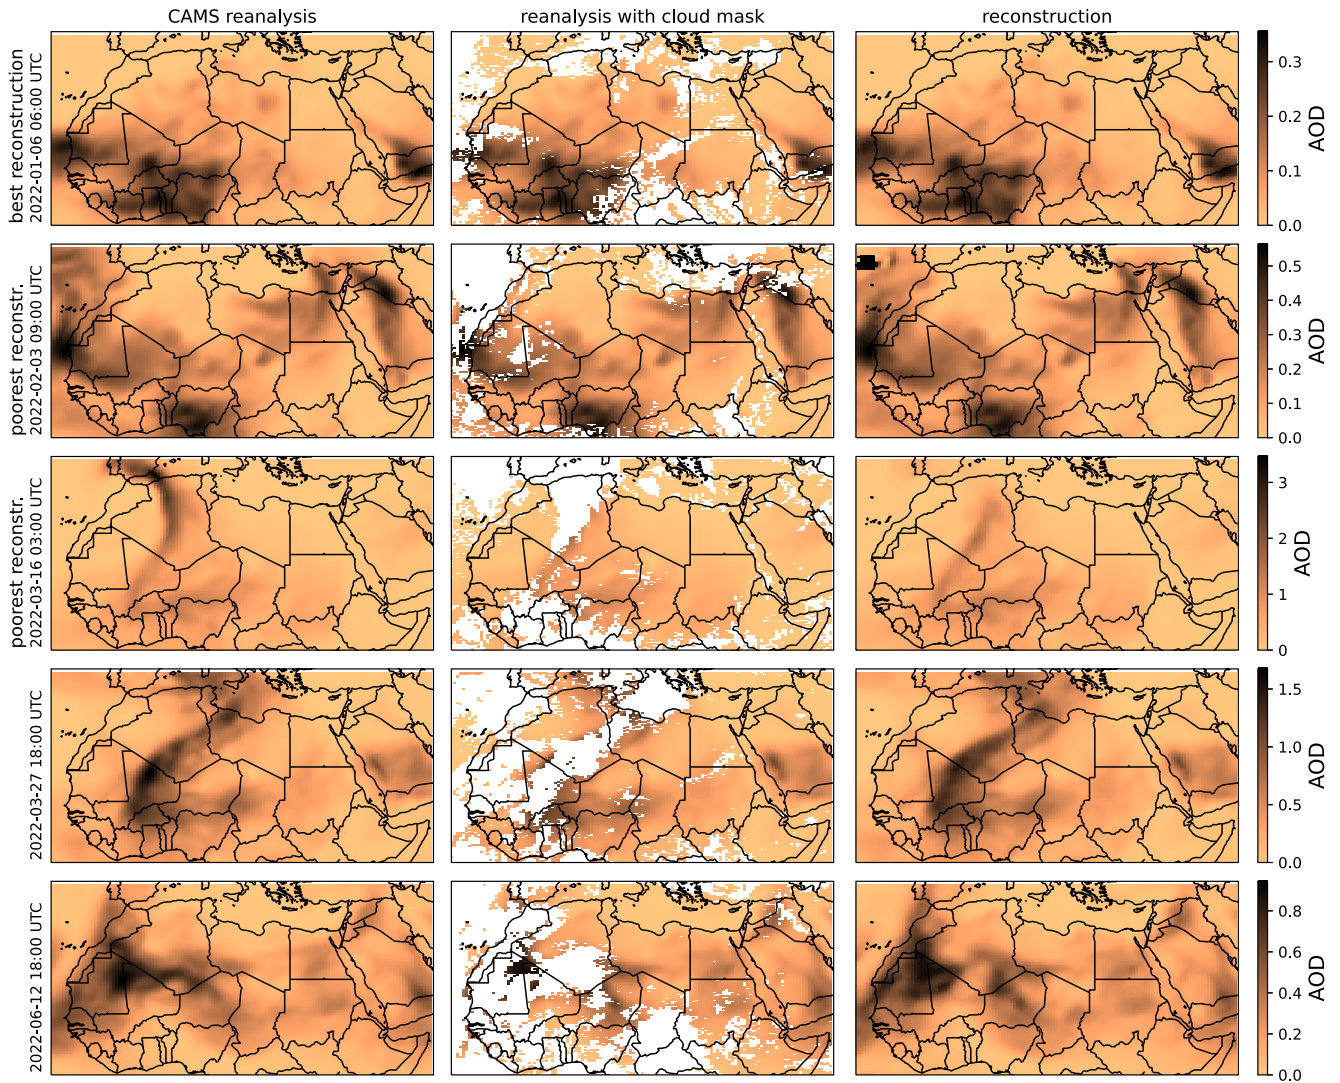 CAMS reanalysis
reanalysis with cloud mask
reconstruction
best reconstruction
2022-01-06 06:00 UTC
0.3
0.2
0.1
0.0
AOD
poorest reconstr.
2022-02-03 09:00 UTC
0.5
0.4
0.3
0.2
0.1
0.0
AOD
poorest reconstr.
2022-03-16 03:00 UTC
3
2
1
0
AOD
2022-03-27 18:00 UTC
1.5
1.0
0.5
0.0
AOD
2022-06-12 18:00 UTC
0.8
0.6
0.4
0.2
0.0
AOD